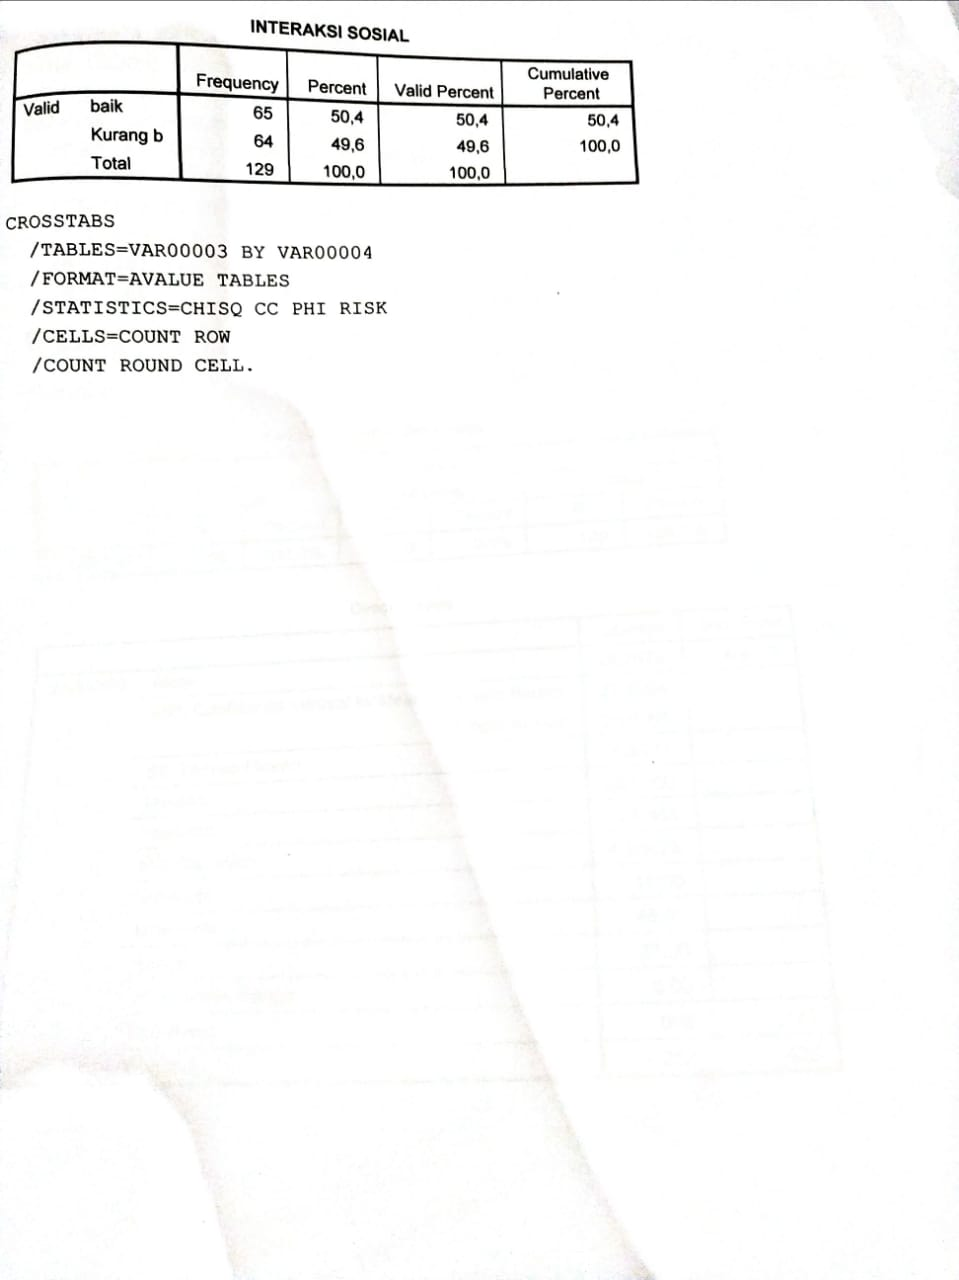 INTERAKSI SOSIAL
Frequency Percent Valid Percent Cumulative Percent
Valid baik 65 50,4 50,4 50,4
Kurang b 64 49,6 49,6 100,0
Total 129 100,0 100,0
CROSSTABS
/TABLES=VAR00003 BY VAR00004
/FORMAT=AVALUE TABLES
/STATISTICS=CHISQ CC PHI RISK
/CELLS=COUNT ROW
/COUNT ROUND CELL.